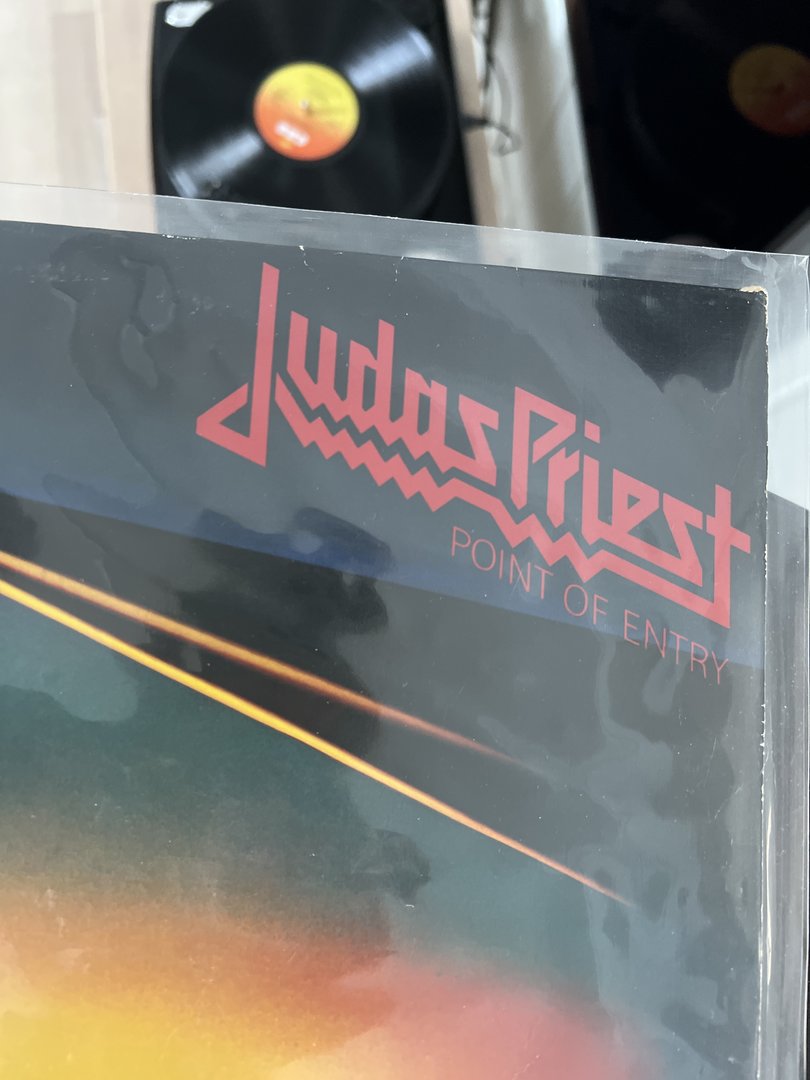 Judas Priest
POINT OF ENTRY